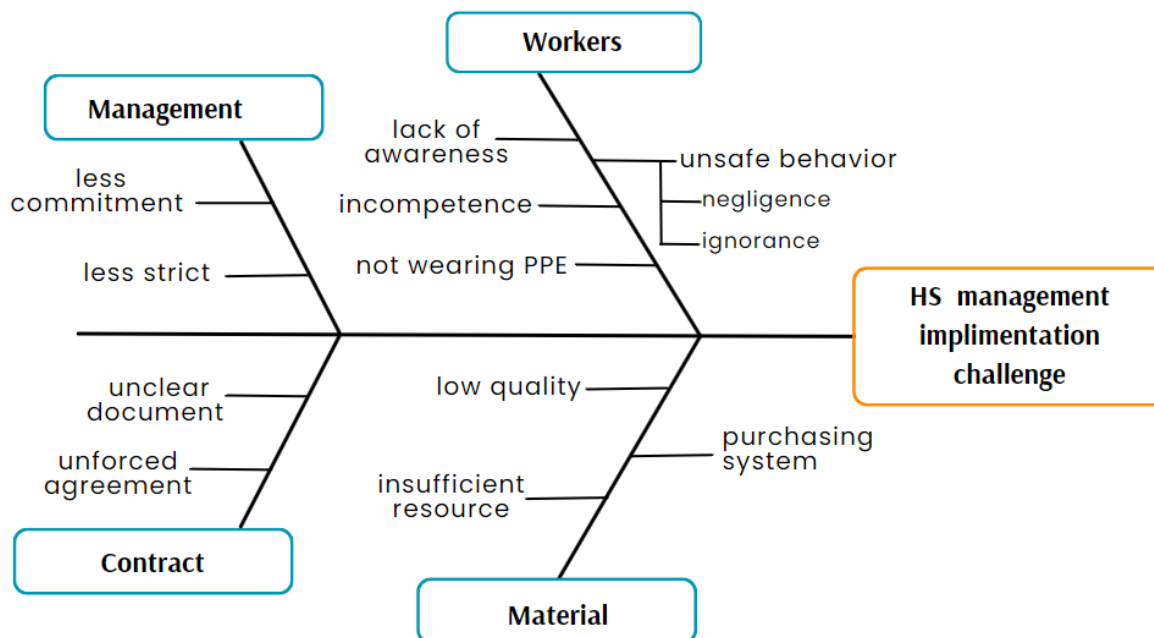 Workers
Management
lack of
awareness
unsafe behavior
negligence
ignorance
less
commitment
incompetence
less strict
not wearing PPE
HS management
implimentation
challenge
unclear
document
low quality
unforced
agreement
purchasing
system
insufficient
resource
Contract
Material